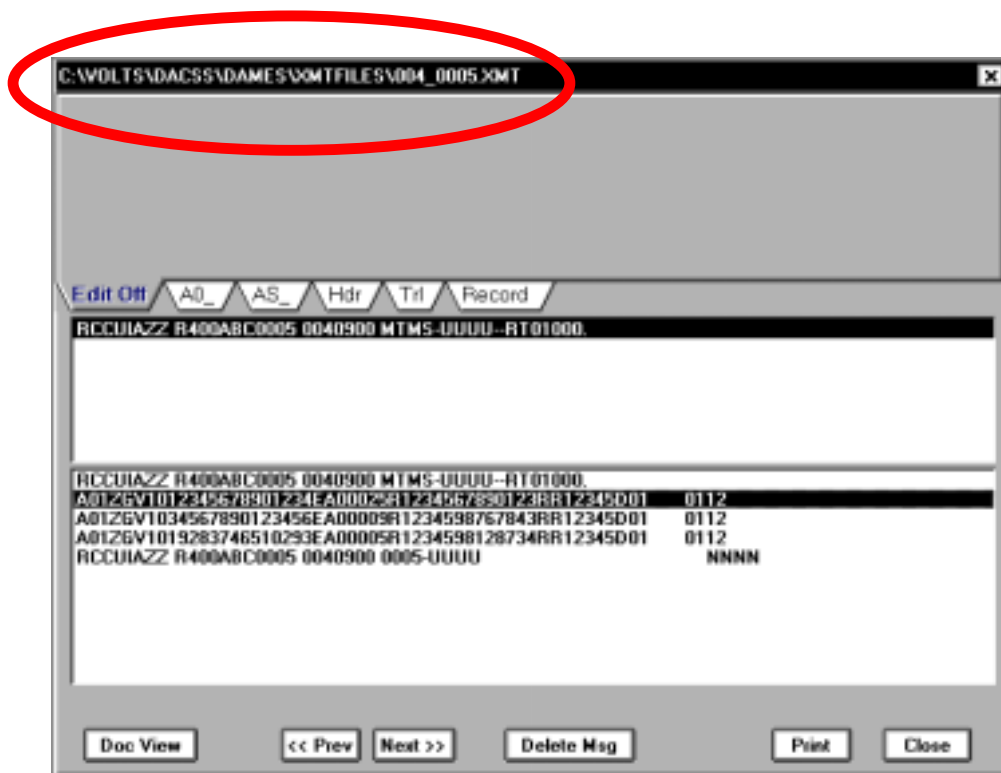 C:\VOLTS\DACSS\DAMES\XMTFILES\004_0005.XMT
Edit Off A0_ AS_ Hdr Trl Record
RCCUIAZZ R400ABC0005 0040900 MTMS-UUUU--RT01000.
RCCUIAZZ R400ABC0005 0040900 MTMS-UUUU--RT01000.
A01ZGV1012345678901234EA00025R1234567890123RR12345D01 0112
A01ZGV1034567890123456EA00009R1234598767843RR12345D01 0112
A01ZGV10192837465102​93EA00005R1234598128734RR12345D01 0112
RCCUIAZZ R400ABC0005 0040900 0005-UUUU NNNN
Doc View << Prev Next >> Delete Msg Print Close